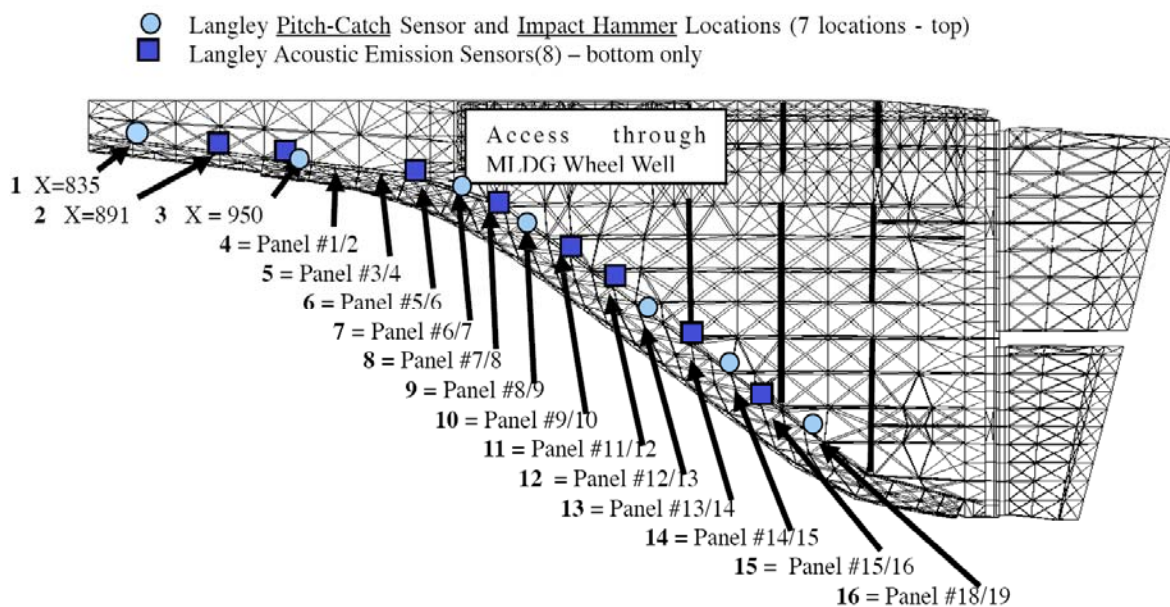 Langley Pitch-Catch Sensor and Impact Hammer Locations (7 locations - top)
Langley Acoustic Emission Sensors(8) – bottom only
Access through
MLDG Wheel Well
1 X=835
2 X=891 3 X = 950
4 = Panel #1/2
5 = Panel #3/4
6 = Panel #5/6
7 = Panel #6/7
8 = Panel #7/8
9 = Panel #8/9
10 = Panel #9/10
11 = Panel #11/12
12 = Panel #12/13
13 = Panel #13/14
14 = Panel #14/15
15 = Panel #15/16
16 = Panel #18/19